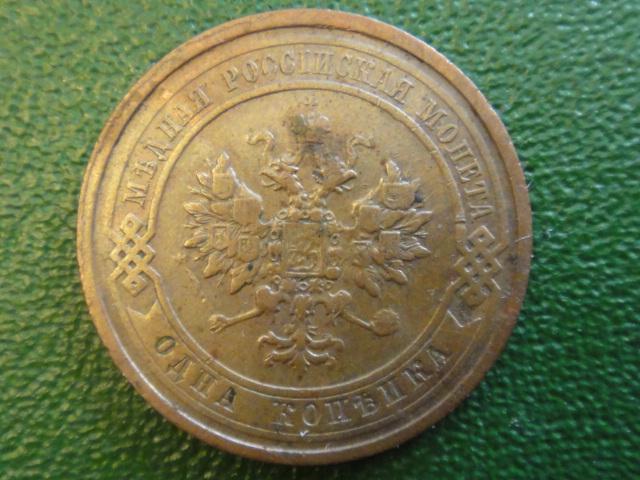 МѢДНАЯ РОССІЙСКАЯ МОНЕТА
ОДНА КОПѢЙКА